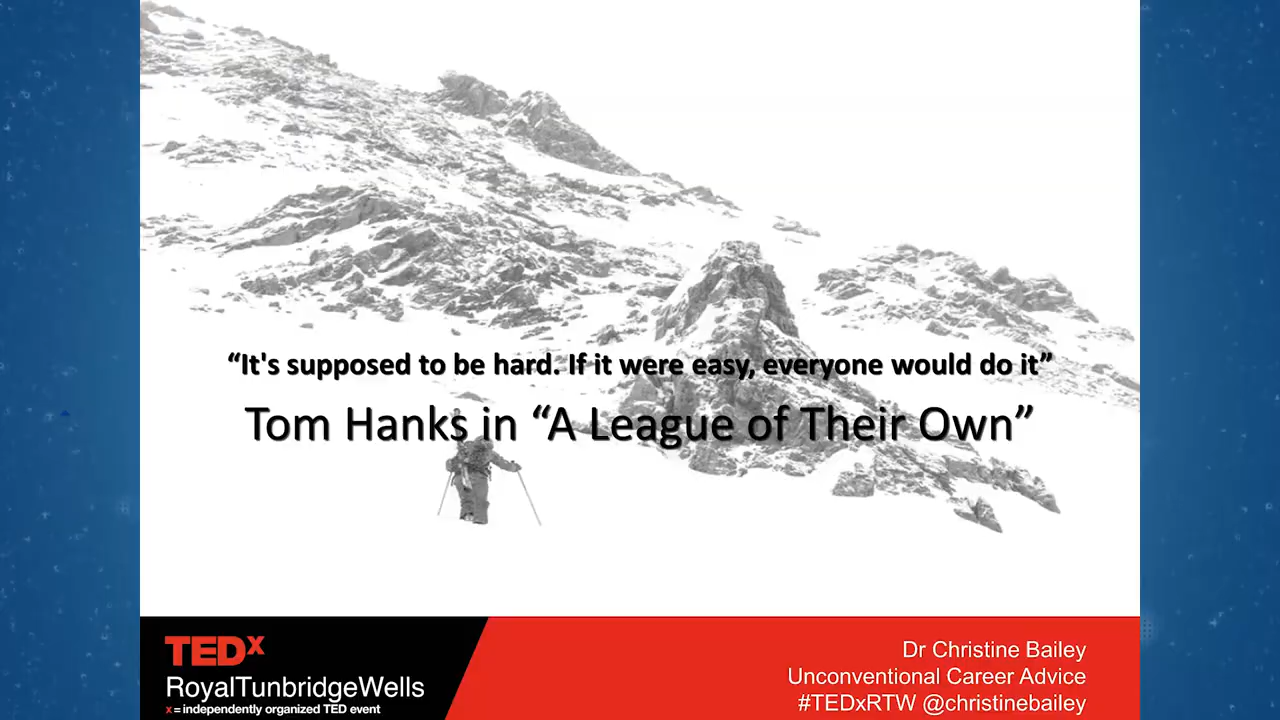 “It's supposed to be hard. If it were easy, everyone would do it”
Tom Hanks in “A League of Their Own”
TEDx
RoyalTunbridgeWells
x = independently organized TED event
Dr Christine Bailey
Unconventional Career Advice
#TEDxRTW @christinebailey